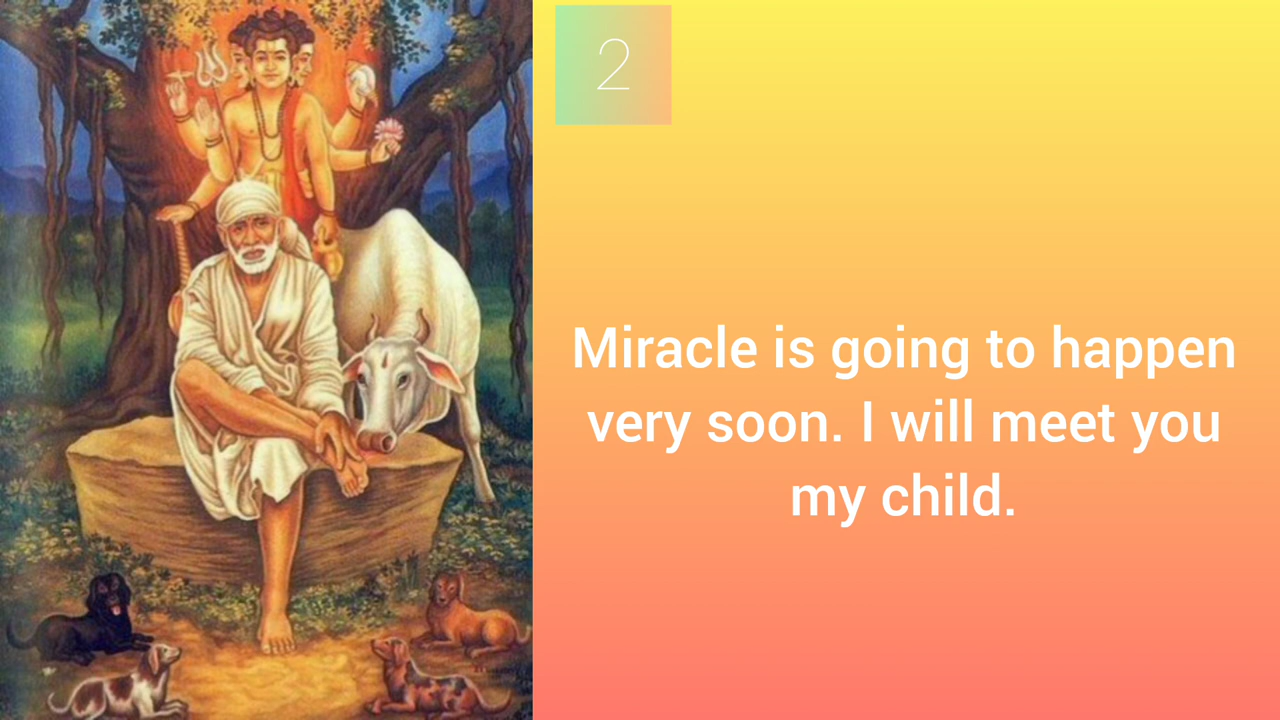 2
Miracle is going to happen
very soon. I will meet you
my child.